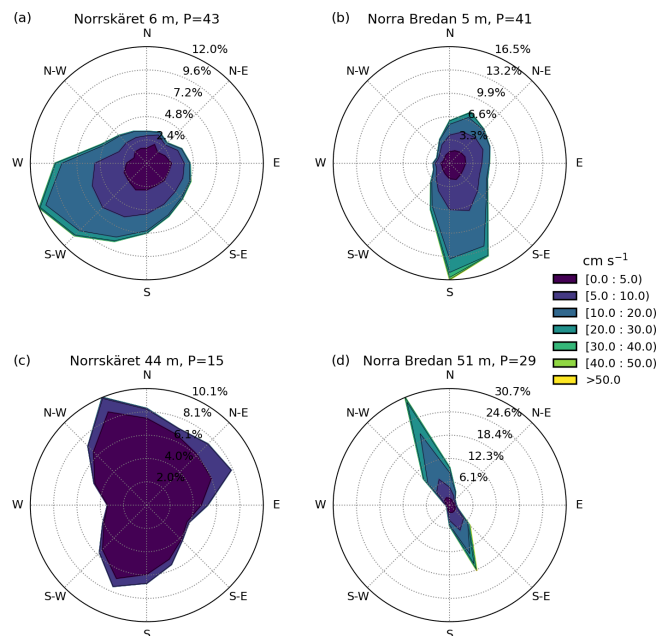 (a)
Norrskäret 6 m, P=43
N
12.0%
9.6%
7.2%
4.8%
2.4%
N-W
N-E
W
E
S-W
S-E
S
(b)
Norra Bredan 5 m, P=41
N
16.5%
13.2%
9.9%
6.6%
3.3%
N-W
N-E
W
E
S-W
S-E
S
cm s⁻¹
[0.0 : 5.0)
[5.0 : 10.0)
[10.0 : 20.0)
[20.0 : 30.0)
[30.0 : 40.0)
[40.0 : 50.0)
>50.0
(c)
Norrskäret 44 m, P=15
N
10.1%
8.1%
6.1%
4.0%
2.0%
N-W
N-E
W
E
S-W
S-E
S
(d)
Norra Bredan 51 m, P=29
N
30.7%
24.6%
18.4%
12.3%
6.1%
N-W
N-E
W
E
S-W
S-E
S